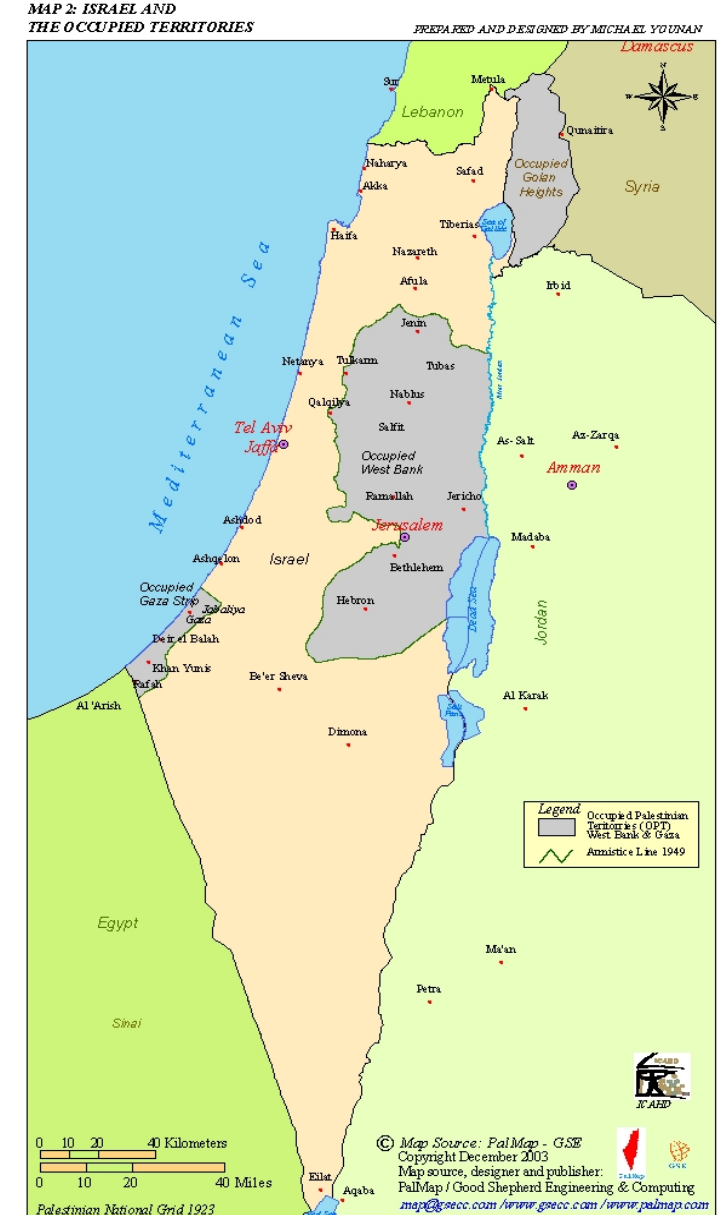 MAP 2: ISRAEL AND
THE OCCUPIED TERRITORIES
PREPARED AND DESIGNED BY MICHAEL YOUNAN
Damascus
N
W
E
S
Sur
Metula
Lebanon
Qunaitira
Naharya
Safad
Occupied
Golan
Heights
Akka
Syria
Tiberias
Sea of
Galilee
Haifa
Nazareth
Afula
Irbid
Mediterranean Sea
Jenin
Netanya
Tulkarm
Tubas
Nablus
Qalqilya
Salfit
Tel Aviv
Jaffa
As-Salt
Az-Zarqa
Occupied
West Bank
Amman
Ramallah
Jericho
Ashdod
Jerusalem
Madaba
Ashqelon
Israel
Bethlehem
Occupied
Gaza Strip
Jabaliya
Gaza
Hebron
Dead Sea
Jordan
Deir el Balah
Khan Yunis
Rafah
Be'er Sheva
Al 'Arish
Al Karak
Salt
Pans
Dimona
Legend
Occupied Palestinian
Territories (OPT)
West Bank & Gaza
Armistice Line 1949
Egypt
Ma'an
Petra
Sinai
ICAHD
ICAHD
0 10 20 40 Kilometers
0 10 20 40 Miles
Palestinian National Grid 1923
Eilat
Aqaba
© Map Source: PalMap - GSE
Copyright December 2003
Map source, designer and publisher:
PalMap / Good Shepherd Engineering & Computing
map@gsecc.com /www.gsecc.com /www.palmap.com
PalMap
GSE